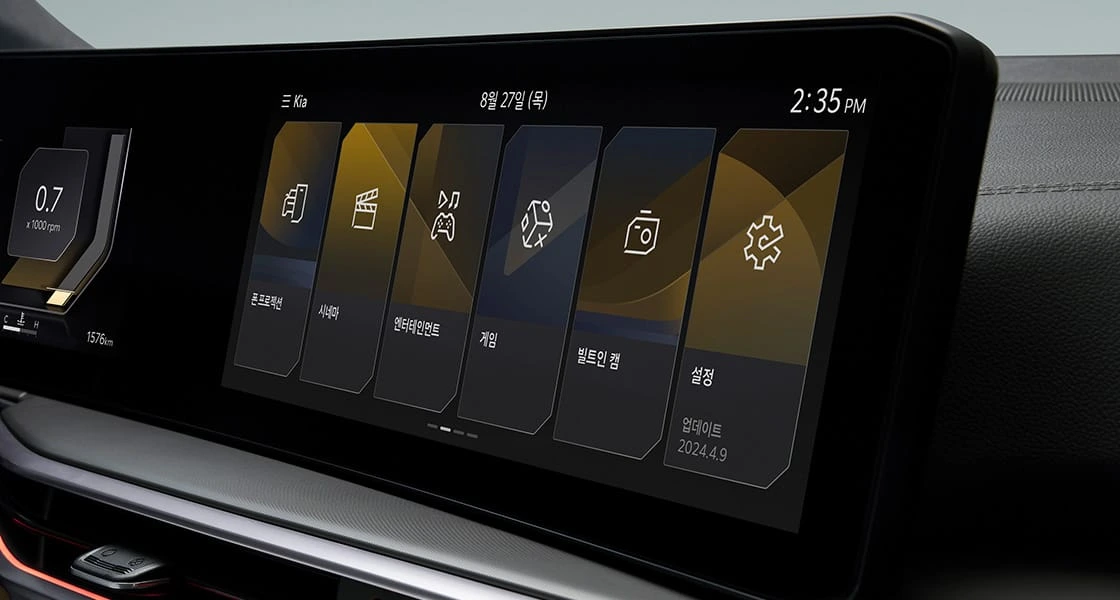 Kia
8월 27일 (목)
2:35 PM
0.7
x 1000 rpm
C
H
1576km
폰 프로젝션
시네마
엔터테인먼트
게임
빌트인 캠
설정
업데이트
2024.4.9